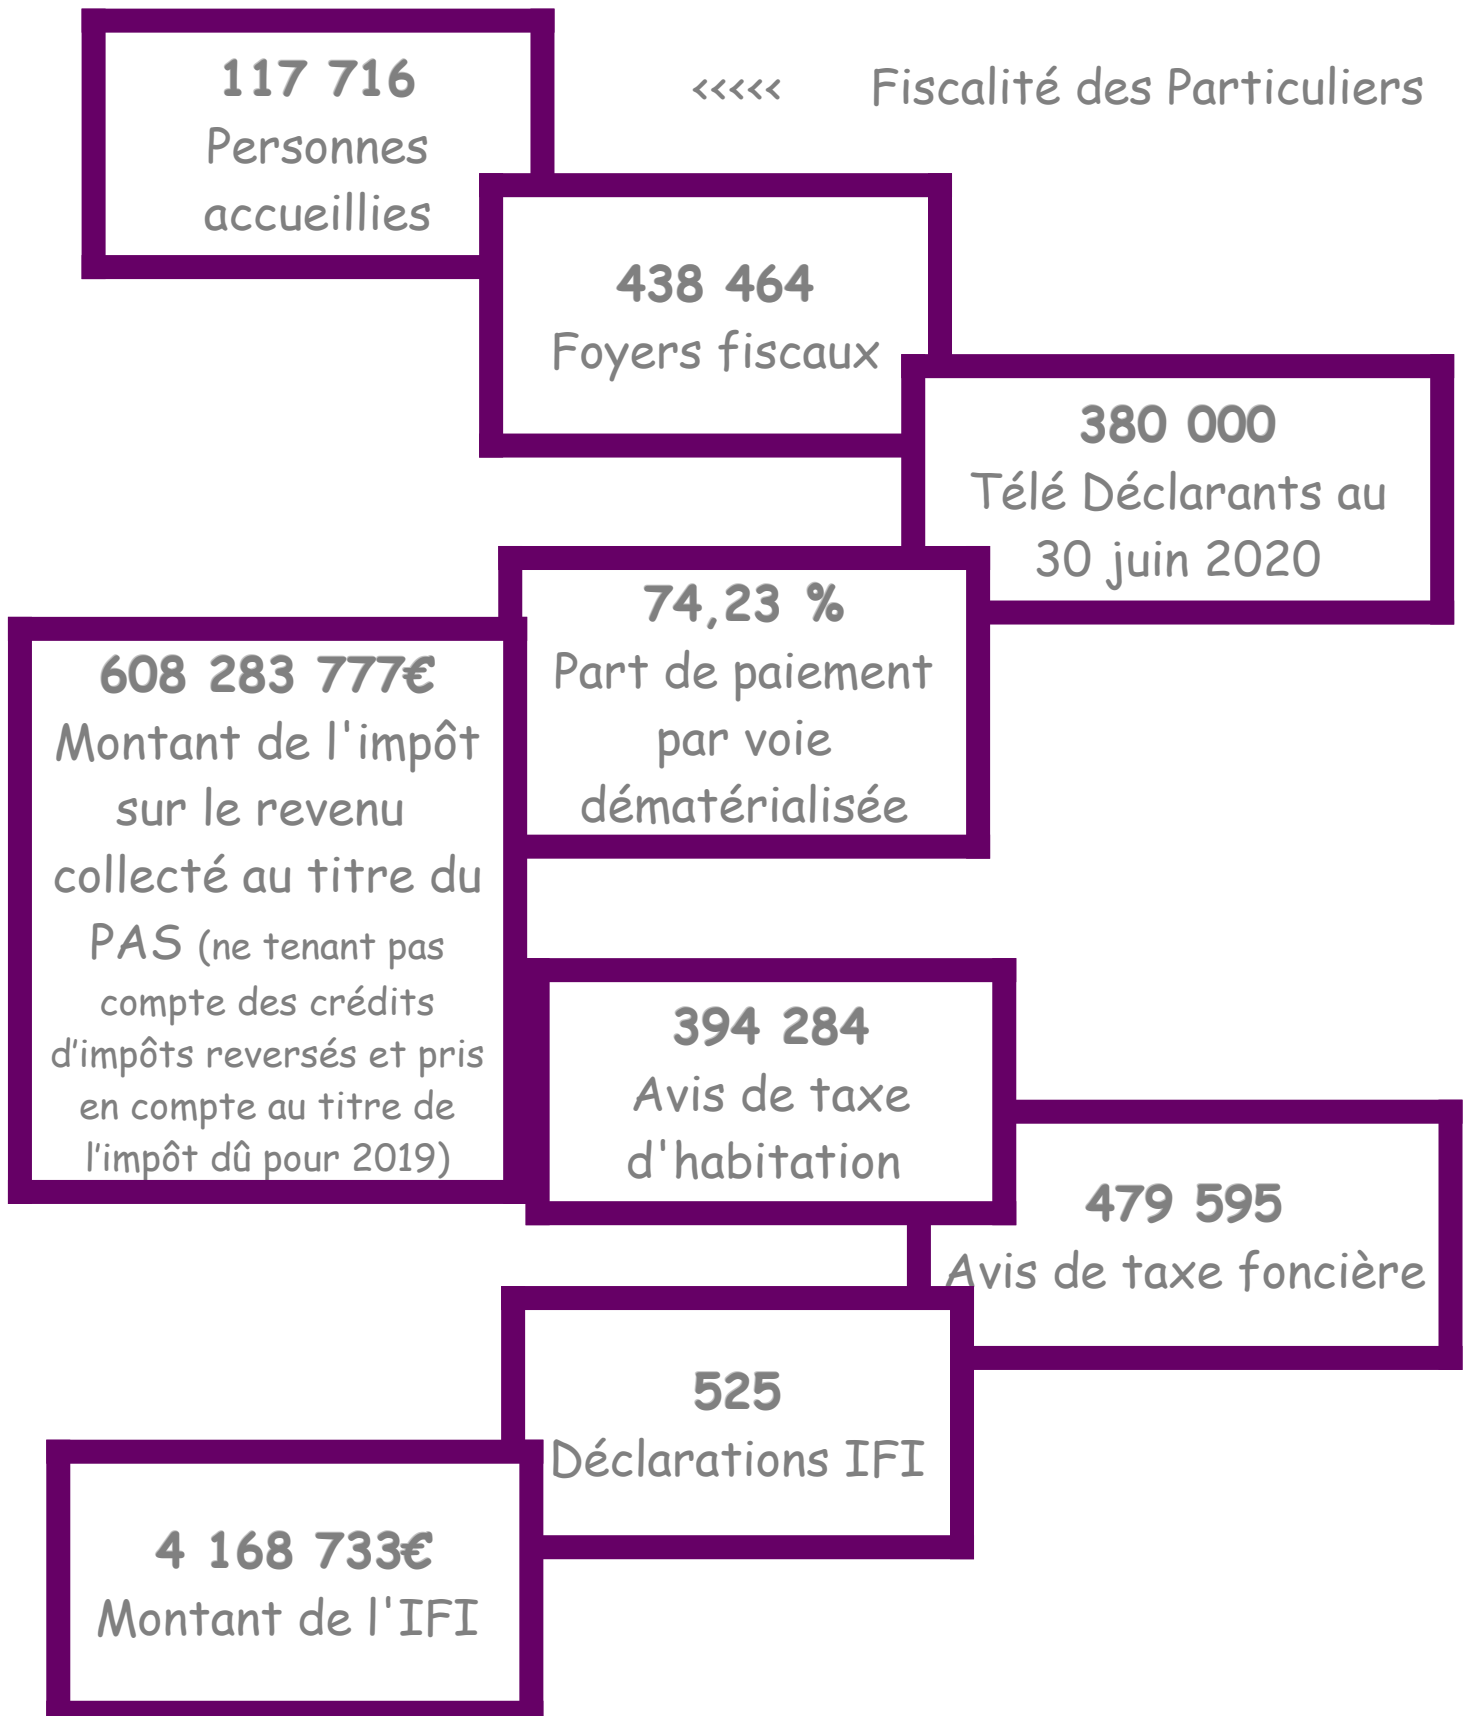 117 716
Personnes
accueillies
<<<<< Fiscalité des Particuliers
438 464
Foyers fiscaux
380 000
Télé Déclarants au
30 juin 2020
74,23 %
Part de paiement
par voie
dématérialisée
608 283 777€
Montant de l'impôt
sur le revenu
collecté au titre du
PAS (ne tenant pas
compte des crédits
d’impôts reversés et pris
en compte au titre de
l’impôt dû pour 2019)
394 284
Avis de taxe
d'habitation
479 595
Avis de taxe foncière
525
Déclarations IFI
4 168 733€
Montant de l'IFI